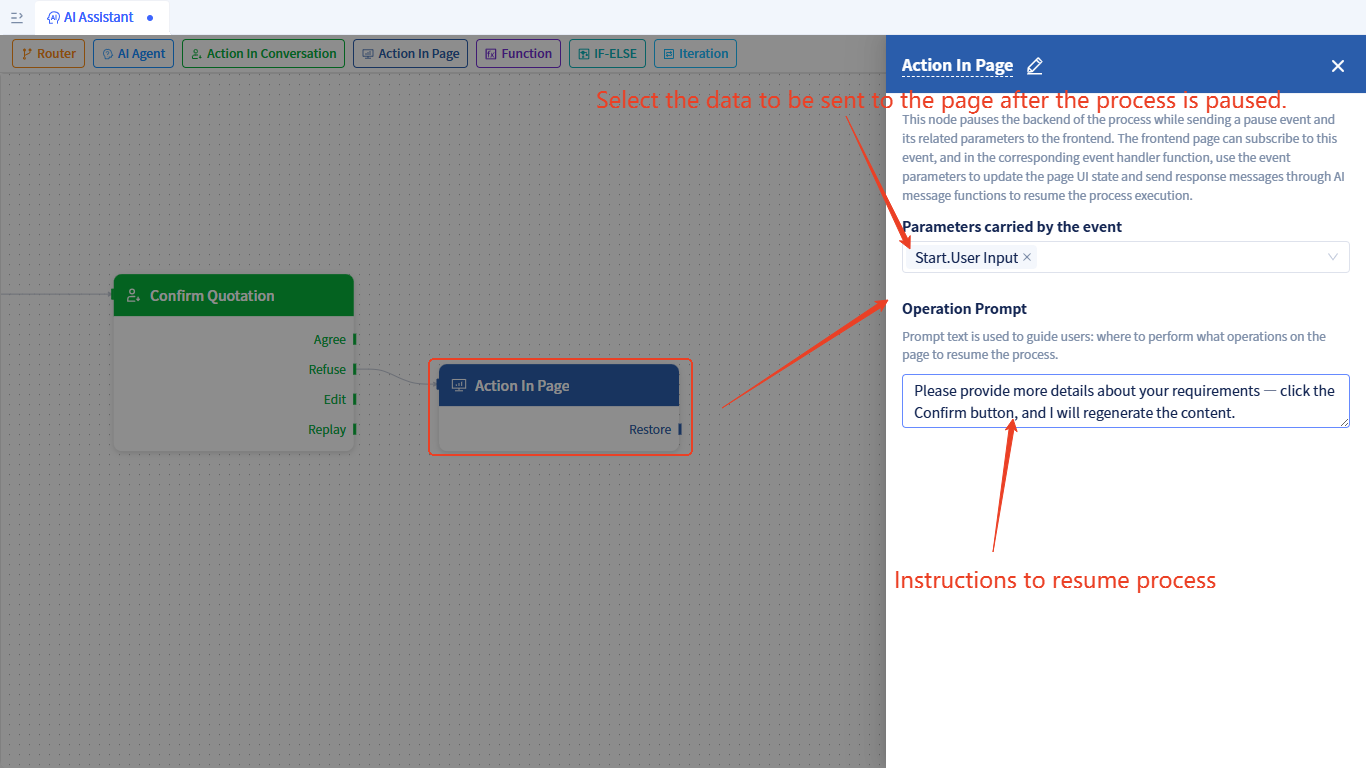 AI Assistant
Router
AI Agent
Action In Conversation
Action In Page
Function
IF-ELSE
Iteration
Action In Page
Select the data to be sent to the page after the process is paused.
This node pauses the backend of the process while sending a pause event and
its related parameters to the frontend. The frontend page can subscribe to this
event, and in the corresponding event handler function, use the event
parameters to update the page UI state and send response messages through AI
message functions to resume the process execution.
Parameters carried by the event
Start.User Input
Confirm Quotation
Agree
Refuse
Edit
Replay
Action In Page
Restore
Operation Prompt
Prompt text is used to guide users: where to perform what operations on the
page to resume the process.
Please provide more details about your requirements — click the
Confirm button, and I will regenerate the content.
Instructions to resume process